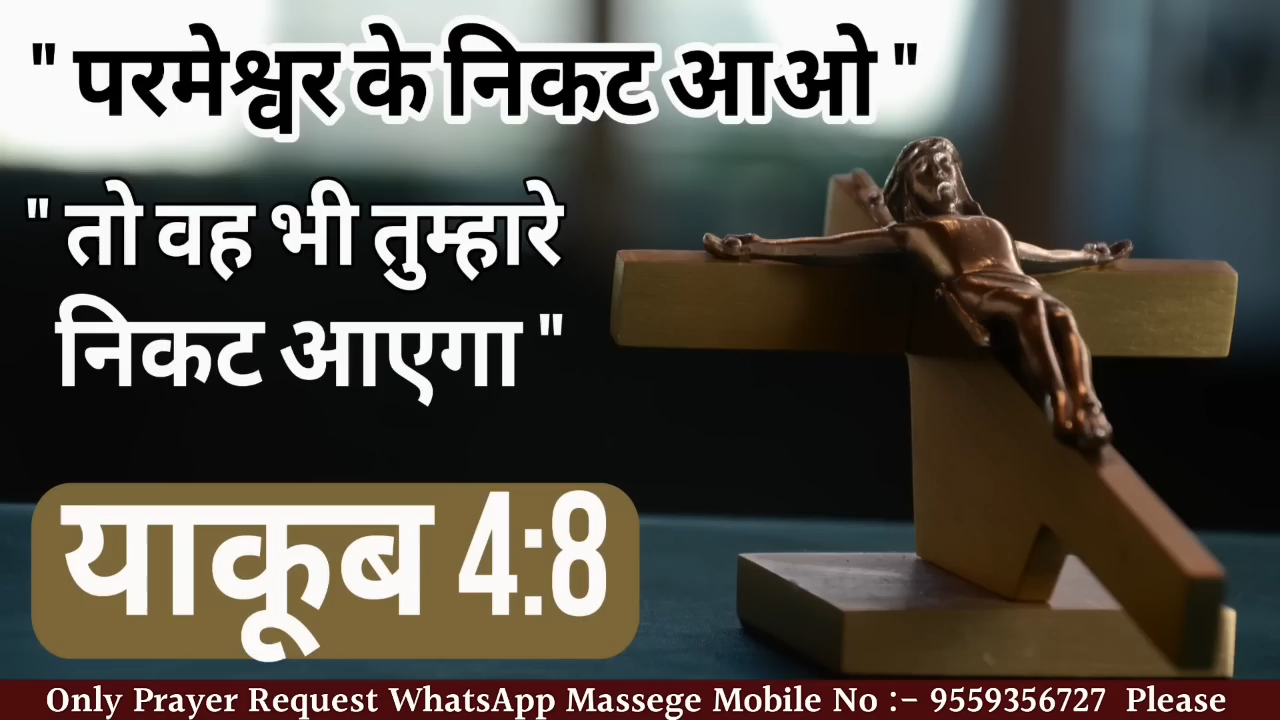 " परमेश्वर के निकट आओ "
" तो वह भी तुम्हारे
निकट आएगा "
याकूब 4:8
Only Prayer Request WhatsApp Massege Mobile No :- 9559356727 Please